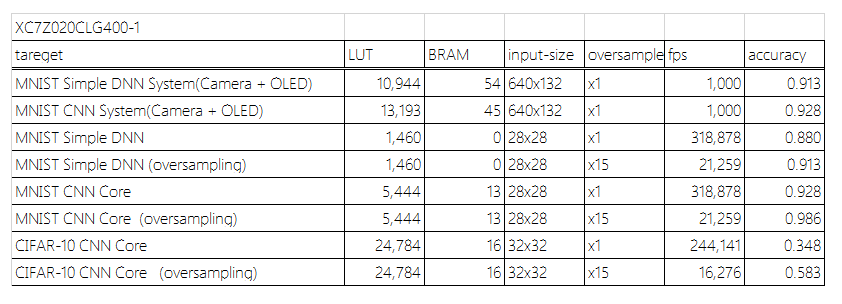 XC7Z020CLG400-1
tareget LUT BRAM input-size oversample fps accuracy
MNIST Simple DNN System(Camera + OLED) 10,944 54 640x132 x1 1,000 0.913
MNIST CNN System(Camera + OLED) 13,193 45 640x132 x1 1,000 0.928
MNIST Simple DNN 1,460 0 28x28 x1 318,878 0.880
MNIST Simple DNN (oversampling) 1,460 0 28x28 x15 21,259 0.913
MNIST CNN Core 5,444 13 28x28 x1 318,878 0.928
MNIST CNN Core (oversampling) 5,444 13 28x28 x15 21,259 0.986
CIFAR-10 CNN Core 24,784 16 32x32 x1 244,141 0.348
CIFAR-10 CNN Core (oversampling) 24,784 16 32x32 x15 16,276 0.583